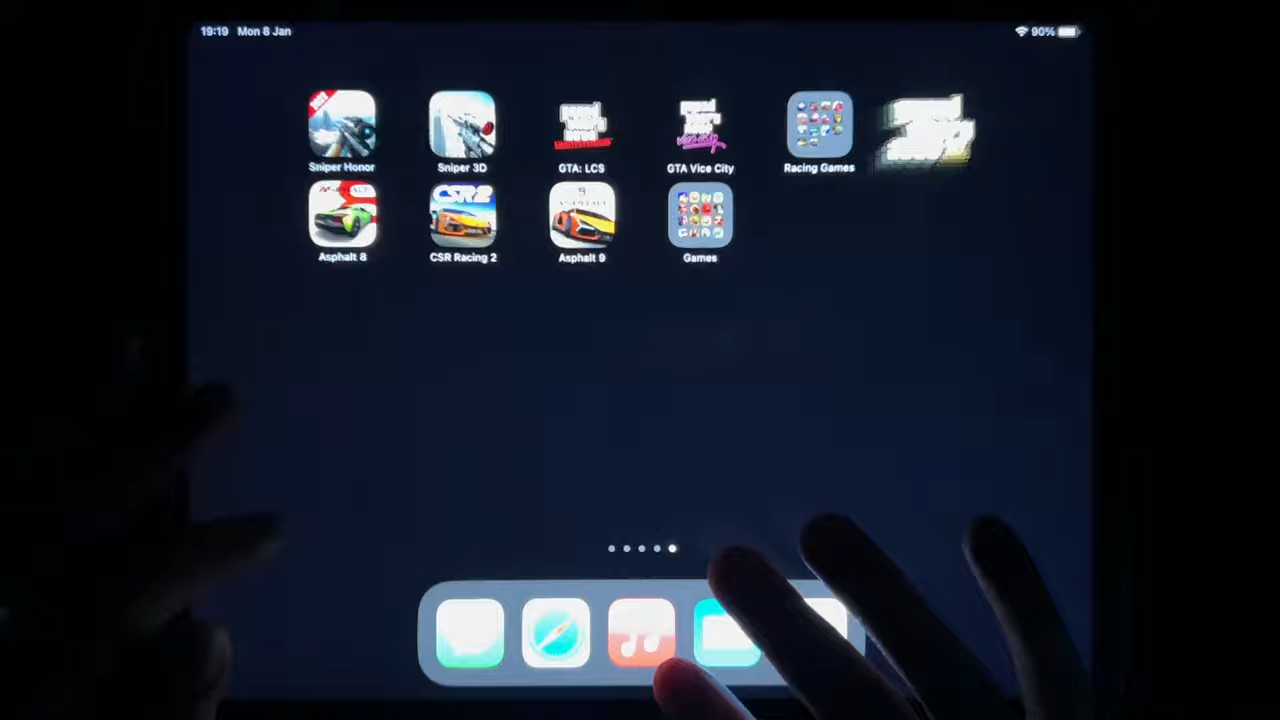 19:19 Mon 8 Jan
90%
Sniper Honor
Sniper 3D
GTA: LCS
GTA Vice City
Racing Games
CSR2
Asphalt 8
CSR Racing 2
Asphalt 9
Games